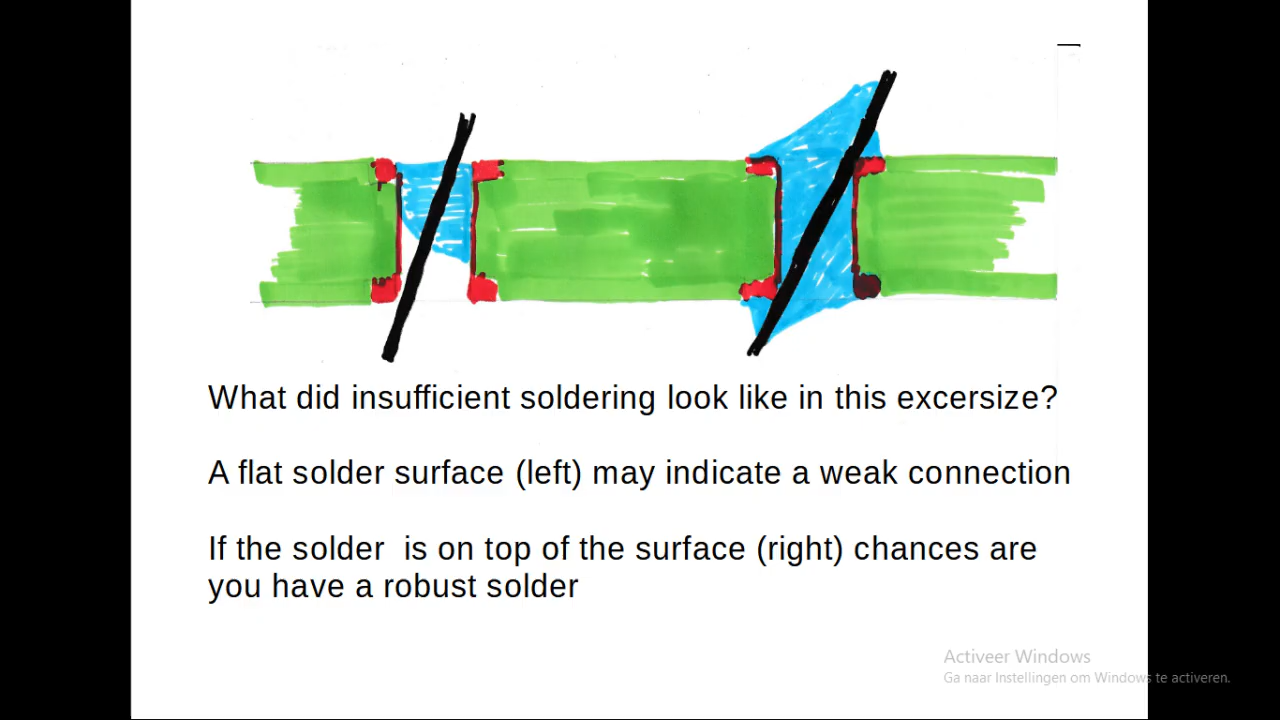 What did insufficient soldering look like in this excersize?
A flat solder surface (left) may indicate a weak connection
If the solder  is on top of the surface (right) chances are
you have a robust solder
Activeer Windows
Ga naar Instellingen om Windows te activeren.